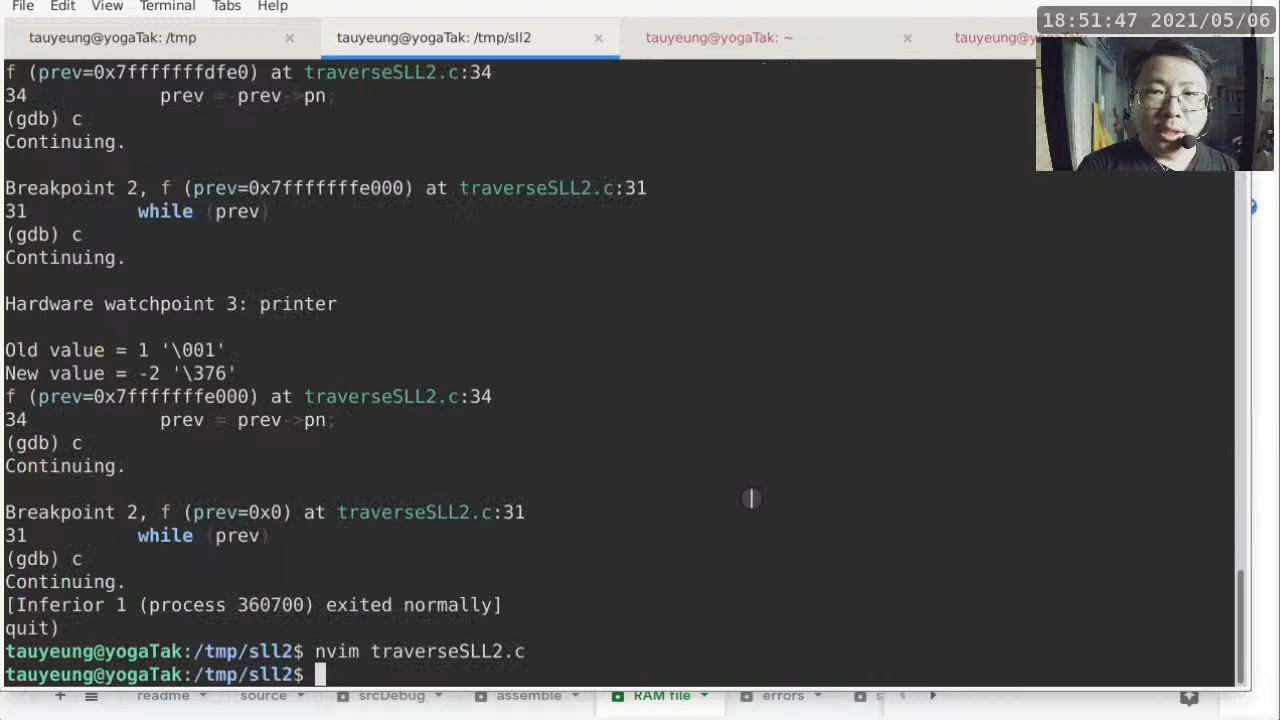 File Edit View Terminal Tabs Help
18:51:47 2021/05/06
tauyeung@yogaTak: /tmp × tauyeung@yogaTak: /tmp/sll2 × tauyeung@yogaTak: ~ × tauyeung@yogaTak:
f (prev=0x7fffffffdfe0) at traverseSLL2.c:34
34 prev = prev->pn;
(gdb) c
Continuing.
Breakpoint 2, f (prev=0x7fffffffe000) at traverseSLL2.c:31
31 while (prev)
(gdb) c
Continuing.
Hardware watchpoint 3: printer
Old value = 1 '\001'
New value = -2 '\376'
f (prev=0x7fffffffe000) at traverseSLL2.c:34
34 prev = prev->pn;
(gdb) c
Continuing.
Breakpoint 2, f (prev=0x0) at traverseSLL2.c:31
31 while (prev)
(gdb) c
Continuing.
[Inferior 1 (process 360700) exited normally]
quit)
tauyeung@yogaTak:/tmp/sll2$ nvim traverseSLL2.c
tauyeung@yogaTak:/tmp/sll2$
readme source srcDebug assemble RAM file errors